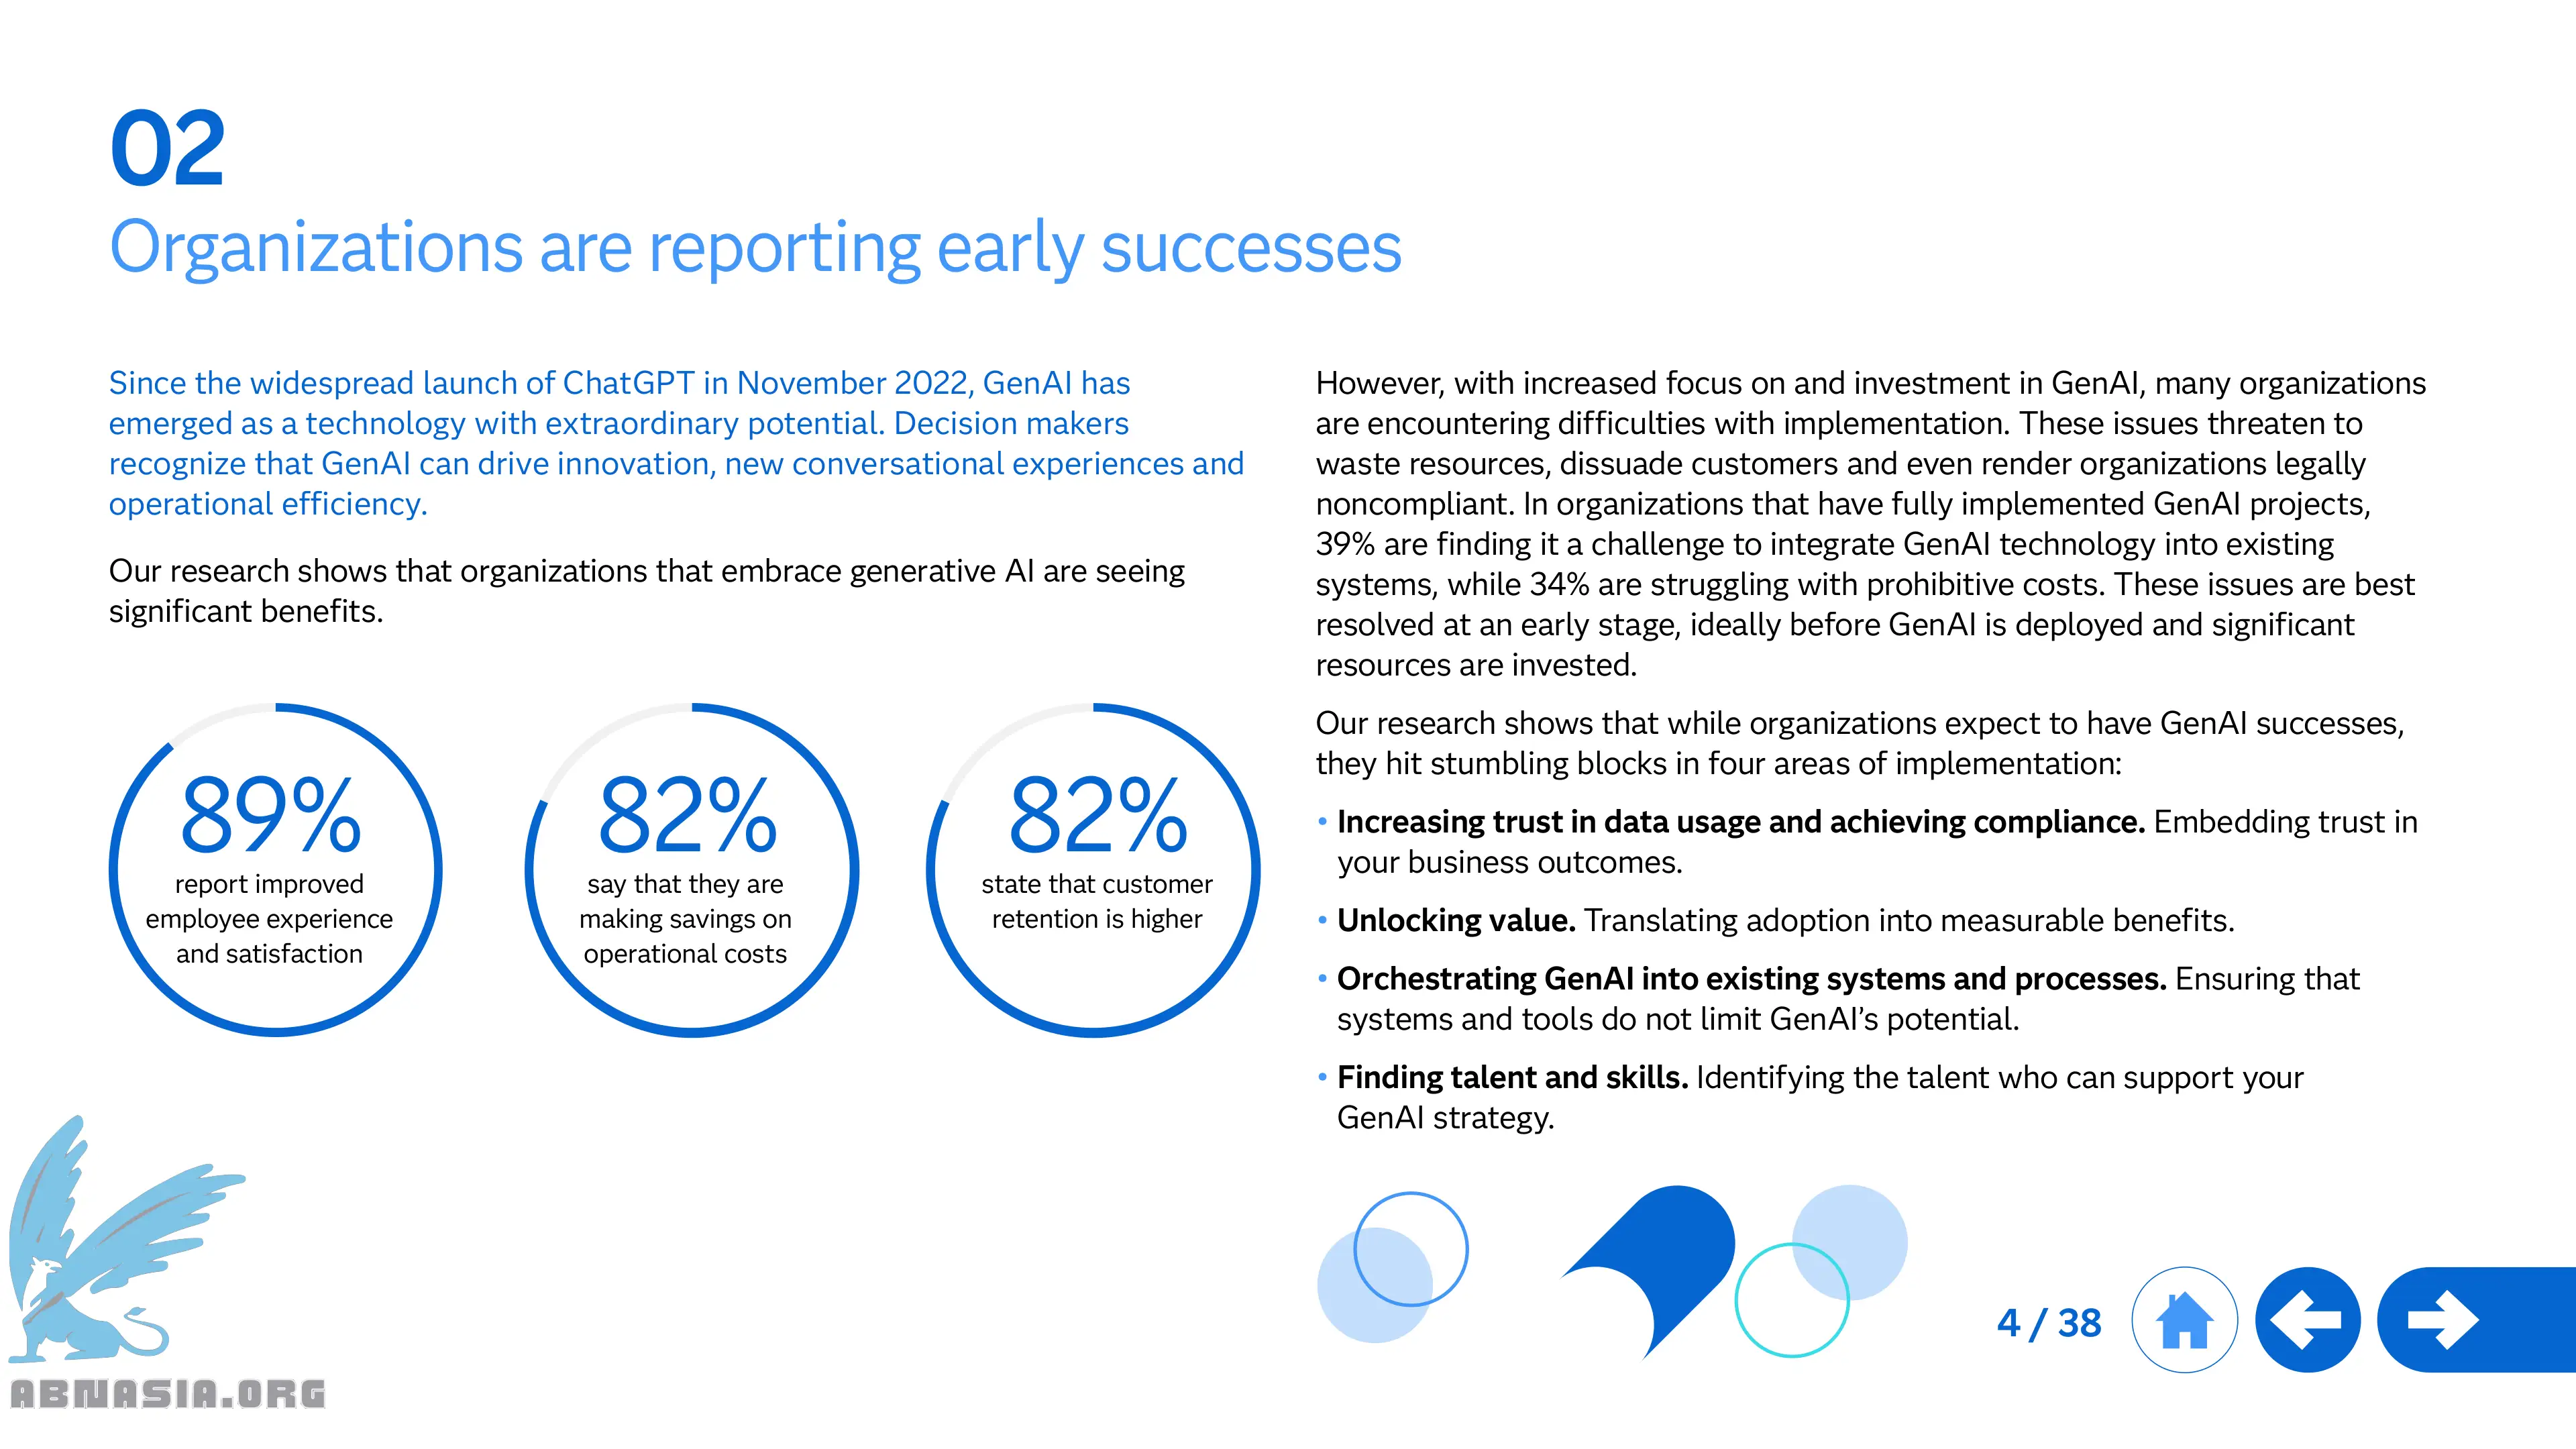 02
Organizations are reporting early successes
Since the widespread launch of ChatGPT in November 2022, GenAI has
emerged as a technology with extraordinary potential. Decision makers
recognize that GenAI can drive innovation, new conversational experiences and
operational efficiency.
Our research shows that organizations that embrace generative AI are seeing
significant benefits.
89%
report improved
employee experience
and satisfaction
82%
say that they are
making savings on
operational costs
82%
state that customer
retention is higher
However, with increased focus on and investment in GenAI, many organizations
are encountering difficulties with implementation. These issues threaten to
waste resources, dissuade customers and even render organizations legally
noncompliant. In organizations that have fully implemented GenAI projects,
39% are finding it a challenge to integrate GenAI technology into existing
systems, while 34% are struggling with prohibitive costs. These issues are best
resolved at an early stage, ideally before GenAI is deployed and significant
resources are invested.
Our research shows that while organizations expect to have GenAI successes,
they hit stumbling blocks in four areas of implementation:
• Increasing trust in data usage and achieving compliance. Embedding trust in
your business outcomes.
• Unlocking value. Translating adoption into measurable benefits.
• Orchestrating GenAI into existing systems and processes. Ensuring that
systems and tools do not limit GenAI’s potential.
• Finding talent and skills. Identifying the talent who can support your
GenAI strategy.
4 / 38
ABNASIA.ORG